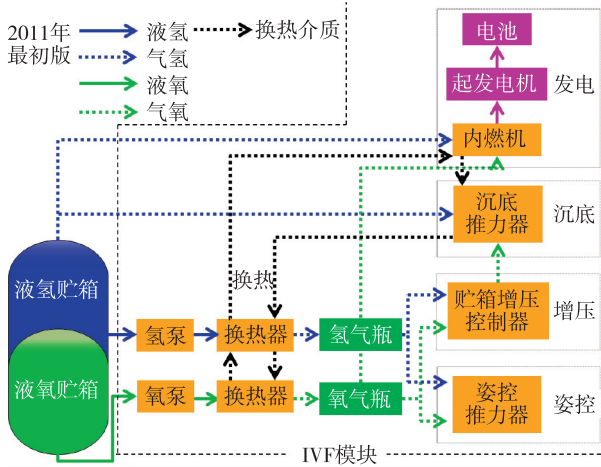 2011年
最初版
液氢
气氢
液氧
气氧
换热介质
电池
起发电机
发电
内燃机
沉底
推力器
沉底
换热
液氢贮箱
氢泵
换热器
氢气瓶
贮箱增压
控制器
增压
液氧贮箱
氧泵
换热器
氧气瓶
姿控
推力器
姿控
IVF模块